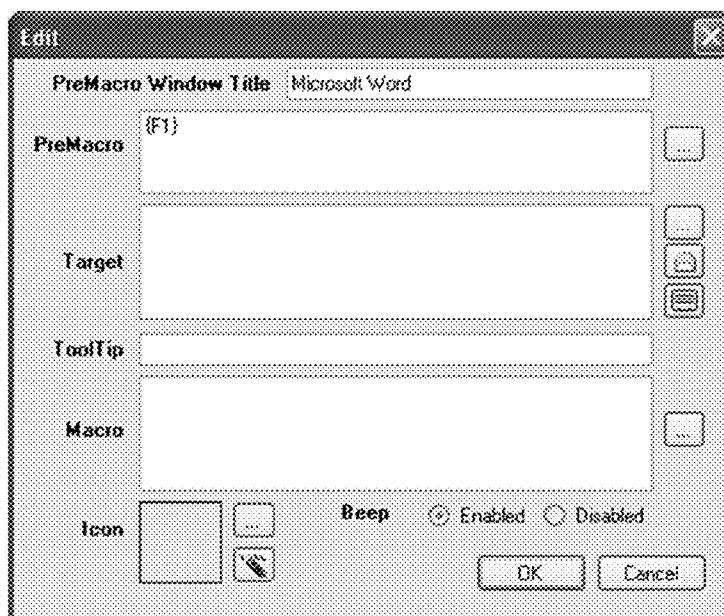 Edit
PreMacro Window Title Microsoft Word
PreMacro {F1} ...
Target ...
ToolTip
Macro ...
Icon ... Beep Enabled Disabled
OK Cancel